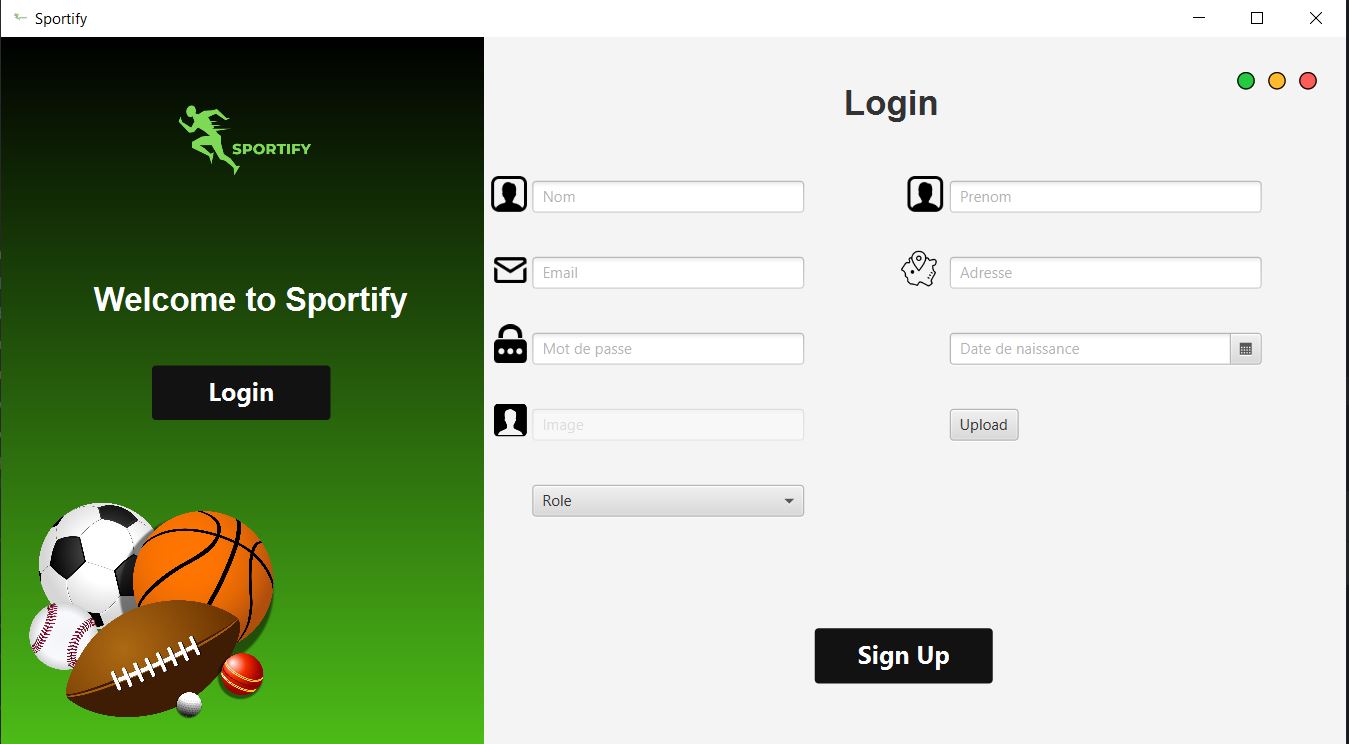 Sportify
SPORTIFY
Welcome to Sportify
Login
Login
Nom
Prenom
Email
Adresse
Mot de passe
Date de naissance
Image
Upload
Role
Sign Up